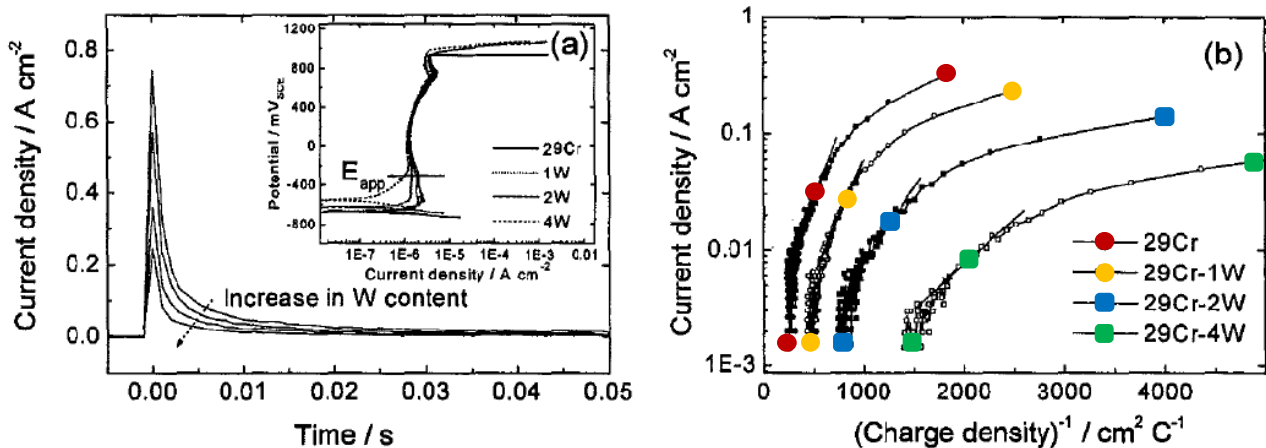 (a)
Current density / A cm-2
0.8
0.6
0.4
0.2
0.0
0.00
0.01
0.02
0.03
0.04
0.05
Time / s
Increase in W content
Potential / mVSCE
1200
800
400
0
-400
-800
Eapp
29Cr
1W
2W
4W
1E-7 1E-6 1E-5 1E-4 1E-3 0.01
Current density / A cm-2
(b)
Current density / A cm-2
1
0.1
0.01
1E-3
29Cr
29Cr-1W
29Cr-2W
29Cr-4W
0 1000 2000 3000 4000
(Charge density)-1 / cm2 C-1